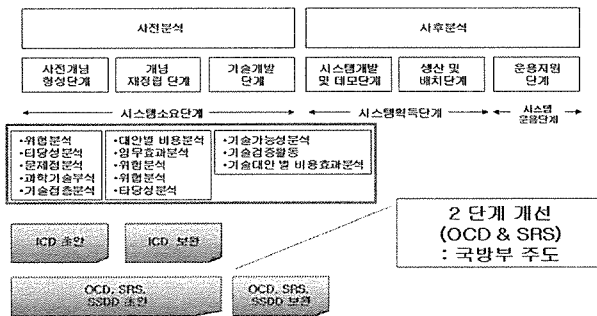 사전분석
사후분석
사전개념
형성단계
개념
재정립 단계
기술개발
단계
시스템개발
및 데모단계
생산 및
배치단계
운용지원
단계
시스템소요단계
시스템획득단계
시스템
운용단계
•위협분석
•타당성분석
•문제점분석
•과학기술분석
•기술접충분석
•대안별 비용분석
•임무효과분석
•위협분석
•위험분석
•타당성분석
•기술가능성분석
•기술검증활동
•기술대안 별 비용효과분석
ICD 초안
ICD 보완
2 단계 개선
(OCD & SRS)
: 국방부 주도
OCD, SRS,
SSDD 초안
OCD, SRS,
SSDD 보완